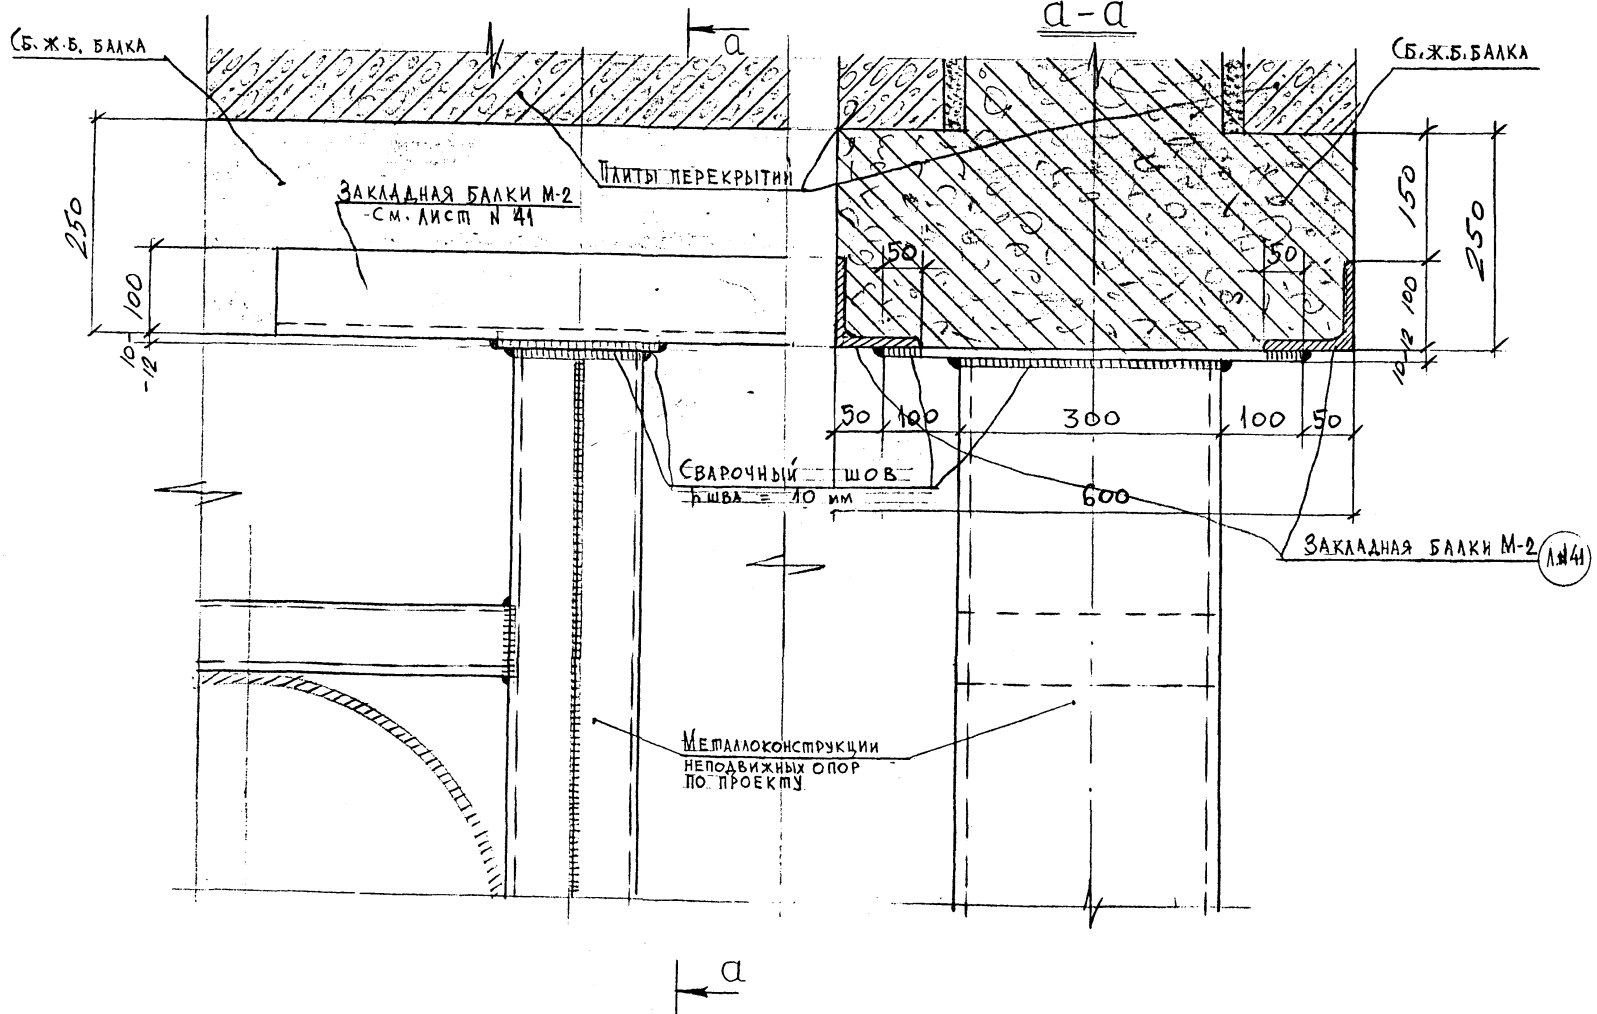 Сб. ж.б. балка
а
а-а
Сб. ж.б. балка
Плиты перекрытий
Закладная балки М-2
см. лист N 41
250
100
10-
-12
50
50
150
250
100
10-12
50
100
300
100
50
Сварочный шов
h шва = 10 мм
600
Закладная балки М-2
Л.N41
Металлоконструкции
неподвижных опор
по проекту
а